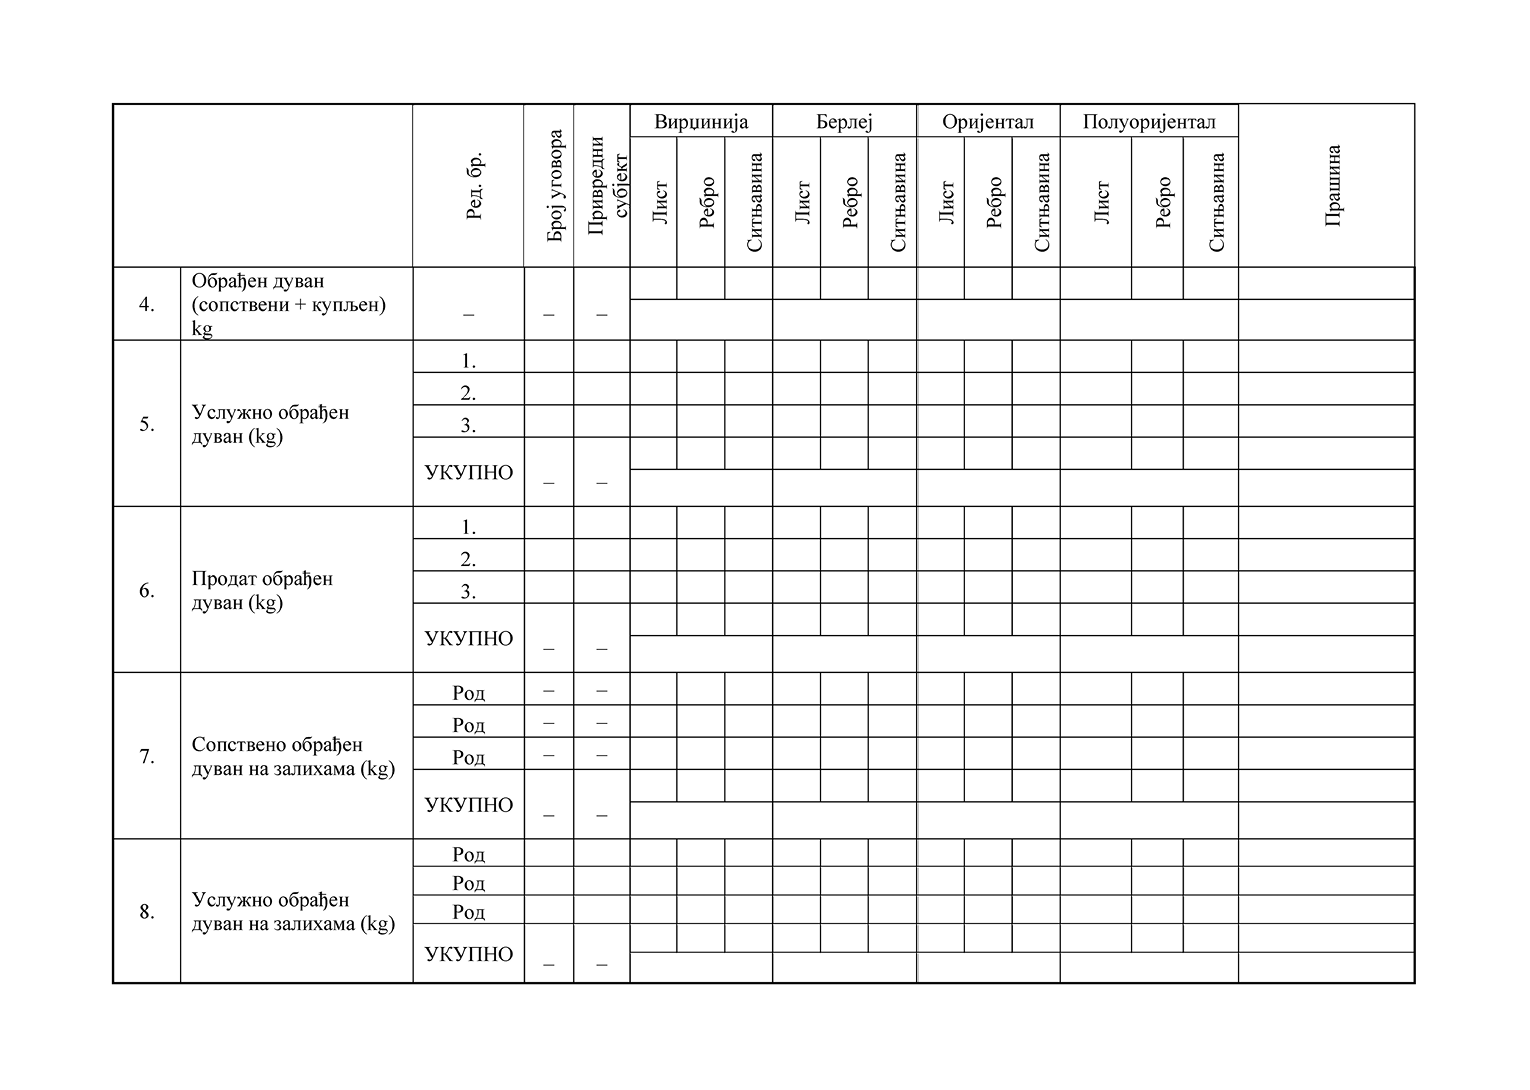 Ред. бр.
Број уговора
Привредни
субјект
Вирџинија
Берлеј
Оријентал
Полуоријентал
Лист
Ребро
Ситњавина
Лист
Ребро
Ситњавина
Лист
Ребро
Ситњавина
Лист
Ребро
Ситњавина
Прашина
4.
Обрађен дуван
(сопствени + купљен)
kg
–
–
–
5.
Услужно обрађен
дуван (kg)
1.
2.
3.
УКУПНО
–
–
6.
Продат обрађен
дуван (kg)
1.
2.
3.
УКУПНО
–
–
7.
Сопствено обрађен
дуван на залихама (kg)
Род
–
–
Род
–
–
Род
–
–
УКУПНО
–
–
8.
Услужно обрађен
дуван на залихама (kg)
Род
Род
Род
УКУПНО
–
–